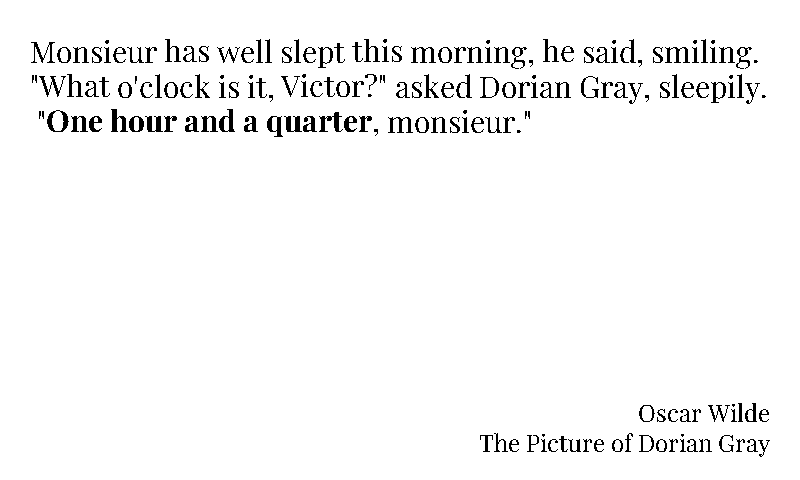 Monsieur has well slept this morning, he said, smiling.
"What o'clock is it, Victor?" asked Dorian Gray, sleepily.
"One hour and a quarter, monsieur."
Oscar Wilde
The Picture of Dorian Gray